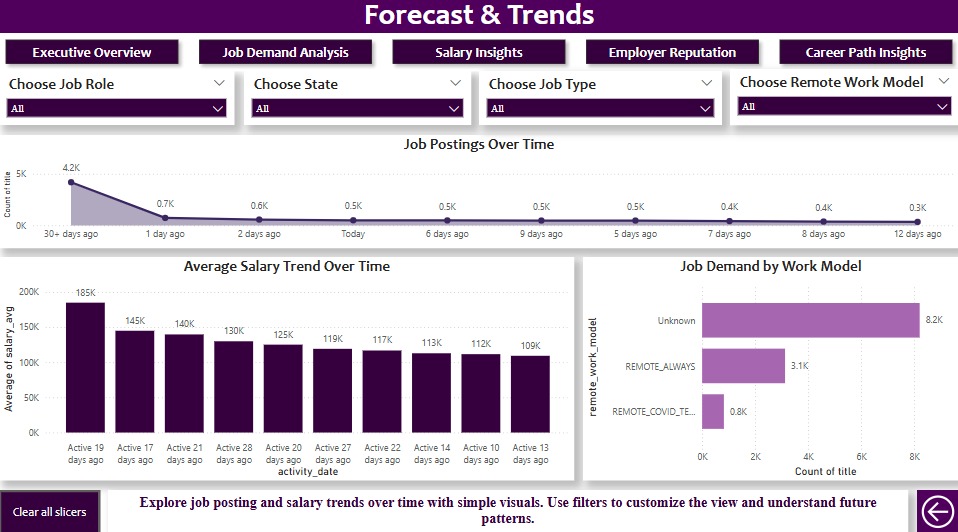 Forecast & Trends
Executive Overview
Job Demand Analysis
Salary Insights
Employer Reputation
Career Path Insights
Choose Job Role
All
Choose State
All
Choose Job Type
All
Choose Remote Work Model
All
Job Postings Over Time
Count of title
5K
0K
4.2K
0.7K
0.6K
0.5K
0.5K
0.5K
0.5K
0.4K
0.4K
0.3K
30+ days ago
1 day ago
2 days ago
Today
6 days ago
9 days ago
5 days ago
7 days ago
8 days ago
12 days ago
Average Salary Trend Over Time
Average of salary_avg
200K
150K
100K
50K
0K
185K
145K
140K
130K
125K
119K
117K
113K
112K
109K
Active 19
days ago
Active 17
days ago
Active 21
days ago
Active 28
days ago
Active 20
days ago
Active 27
days ago
Active 22
days ago
Active 14
days ago
Active 10
days ago
Active 13
days ago
activity_date
Job Demand by Work Model
remote_work_model
Unknown
8.2K
REMOTE_ALWAYS
3.1K
REMOTE_COVID_TE...
0.8K
0K
2K
4K
6K
8K
Count of title
Clear all slicers
Explore job posting and salary trends over time with simple visuals. Use filters to customize the view and understand future
patterns.